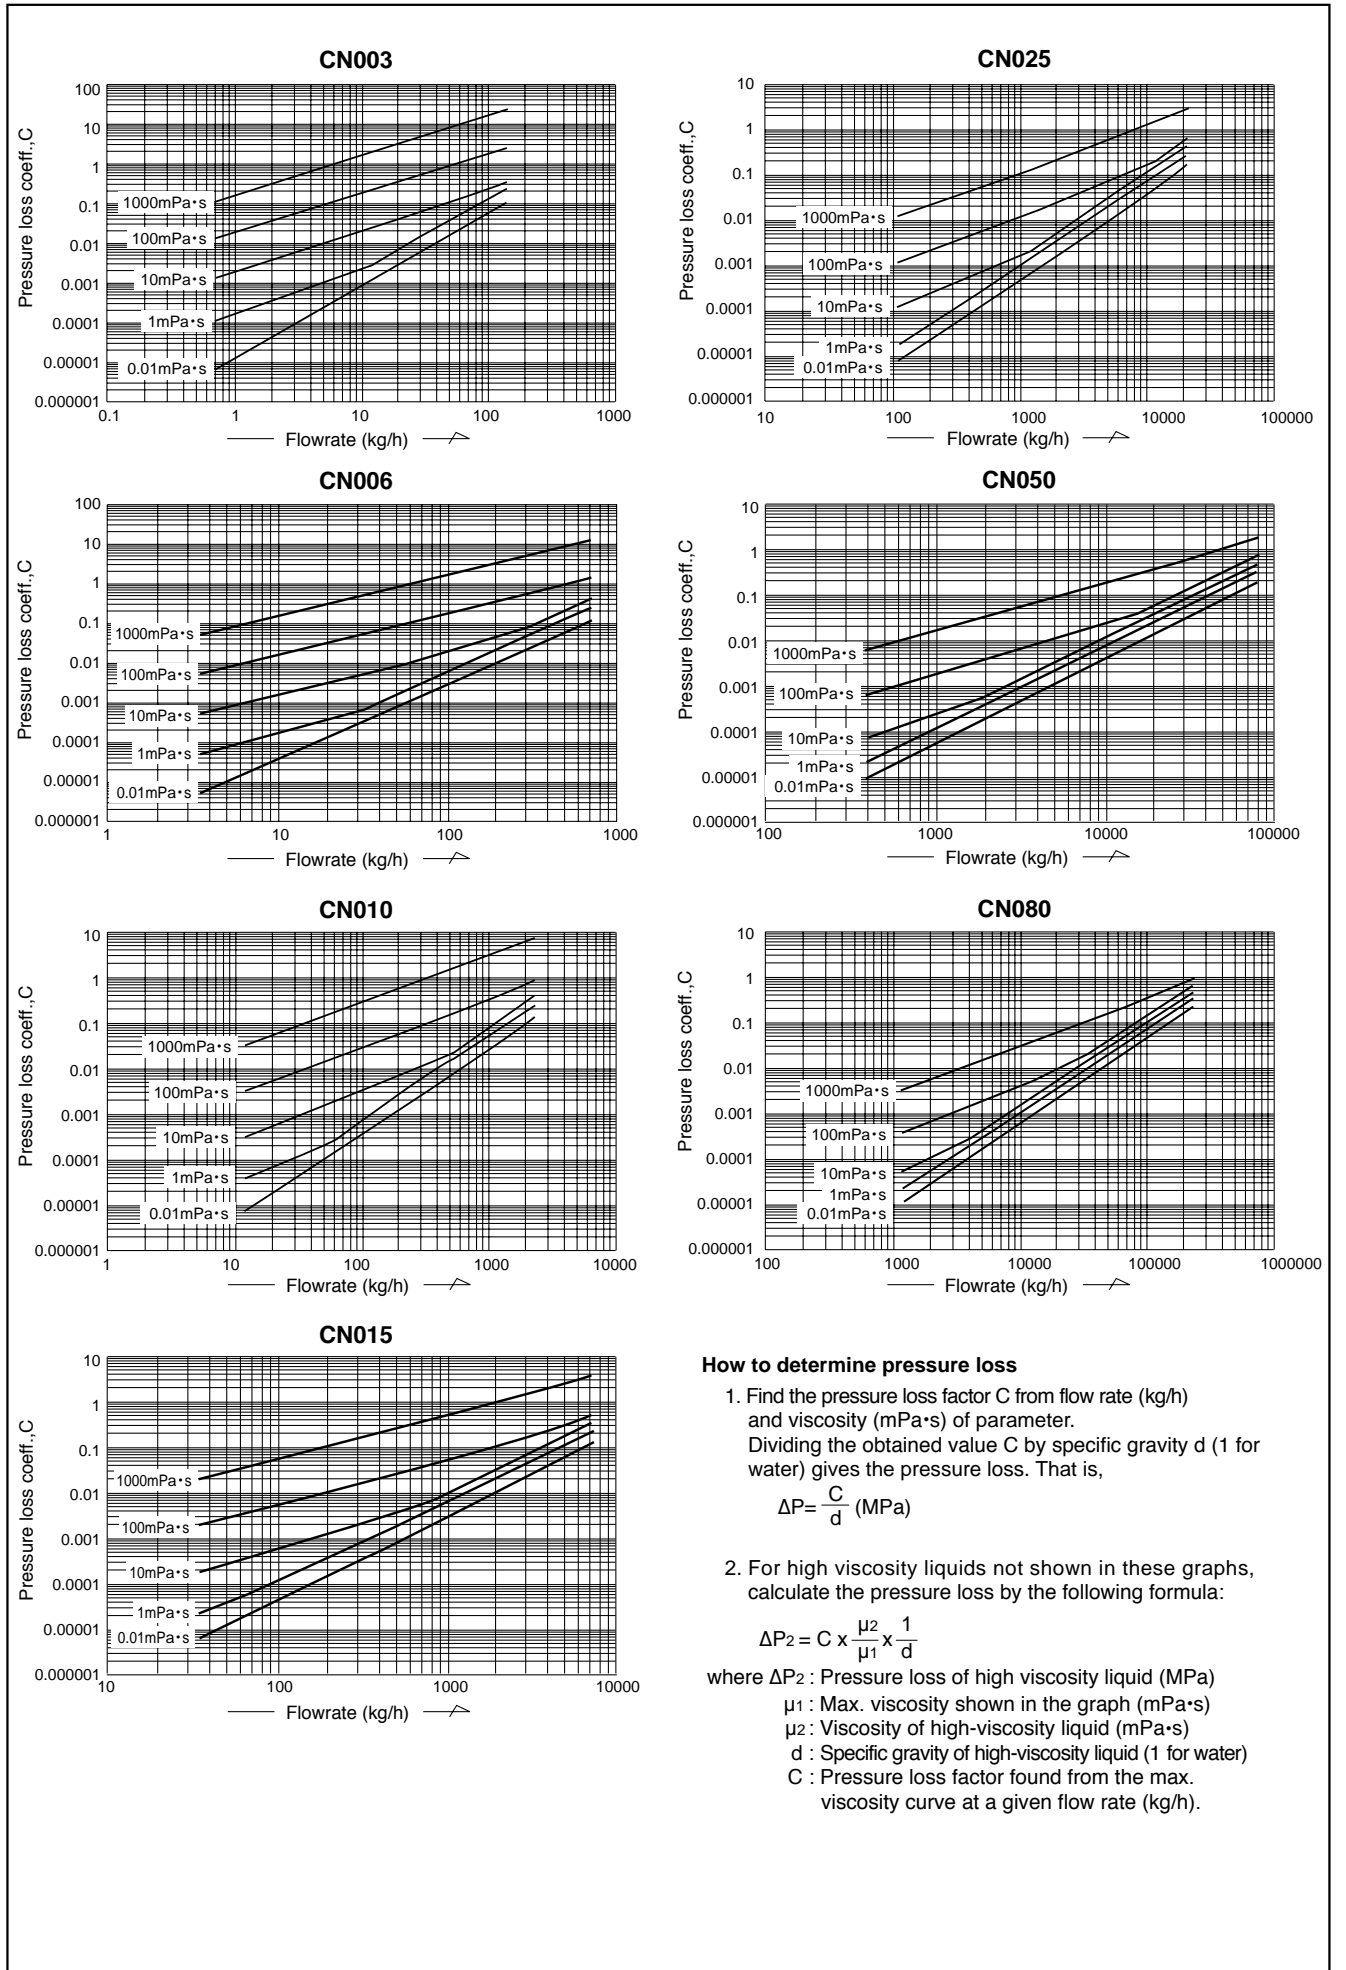 CN003
Pressure loss coeff.,C
100
10
1
0.1
0.01
0.001
0.0001
0.00001
0.000001
1000mPa•s
100mPa•s
10mPa•s
1mPa•s
0.01mPa•s
0.1 1 10 100 1000
Flowrate (kg/h)
CN025
Pressure loss coeff.,C
10
1
0.1
0.01
0.001
0.0001
0.00001
0.000001
1000mPa•s
100mPa•s
10mPa•s
1mPa•s
0.01mPa•s
10 100 1000 10000 100000
Flowrate (kg/h)
CN006
Pressure loss coeff.,C
100
10
1
0.1
0.01
0.001
0.0001
0.00001
0.000001
1000mPa•s
100mPa•s
10mPa•s
1mPa•s
0.01mPa•s
1 10 100 1000
Flowrate (kg/h)
CN050
Pressure loss coeff.,C
10
1
0.1
0.01
0.001
0.0001
0.00001
0.000001
1000mPa•s
100mPa•s
10mPa•s
1mPa•s
0.01mPa•s
100 1000 10000 100000
Flowrate (kg/h)
CN010
Pressure loss coeff.,C
10
1
0.1
0.01
0.001
0.0001
0.00001
0.000001
1000mPa•s
100mPa•s
10mPa•s
1mPa•s
0.01mPa•s
1 10 100 1000 10000
Flowrate (kg/h)
CN080
Pressure loss coeff.,C
10
1
0.1
0.01
0.001
0.0001
0.00001
0.000001
1000mPa•s
100mPa•s
10mPa•s
1mPa•s
0.01mPa•s
100 1000 10000 100000 1000000
Flowrate (kg/h)
CN015
Pressure loss coeff.,C
10
1
0.1
0.01
0.001
0.0001
0.00001
0.000001
1000mPa•s
100mPa•s
10mPa•s
1mPa•s
0.01mPa•s
10 100 1000 10000
Flowrate (kg/h)
How to determine pressure loss
1. Find the pressure loss factor C from flow rate (kg/h)
and viscosity (mPa•s) of parameter.
Dividing the obtained value C by specific gravity d (1 for
water) gives the pressure loss. That is,
ΔP= C/d (MPa)
2. For high viscosity liquids not shown in these graphs,
calculate the pressure loss by the following formula:
ΔP2 = C x μ2/μ1 x 1/d
where ΔP2 : Pressure loss of high viscosity liquid (MPa)
μ1 : Max. viscosity shown in the graph (mPa•s)
μ2 : Viscosity of high-viscosity liquid (mPa•s)
d : Specific gravity of high-viscosity liquid (1 for water)
C : Pressure loss factor found from the max.
viscosity curve at a given flow rate (kg/h).